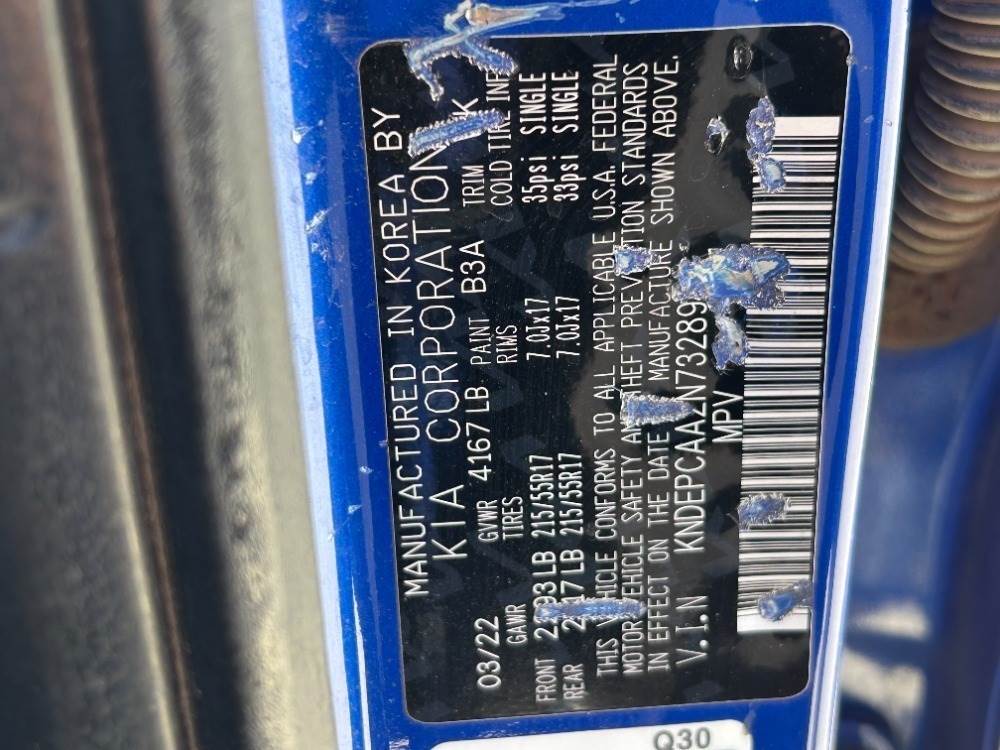 MANUFACTURED IN KOREA BY
KIA CORPORATION
03/22 GVWR 4167 LB PAINT B3A TRIM
GAWR TIRES RIMS COLD TIRE INF
FRONT LB 215/55R17 7.0Jx17 35psi SINGLE
REAR LB 215/55R17 7.0Jx17 33psi SINGLE
THIS VEHICLE CONFORMS TO ALL APPLICABLE U.S.A. FEDERAL
MOTOR VEHICLE SAFETY AND THEFT PREVENTION STANDARDS
IN EFFECT ON THE DATE MANUFACTURE SHOWN ABOVE.
V.I.N KNDEPCAA2N73289
MPV
Q30